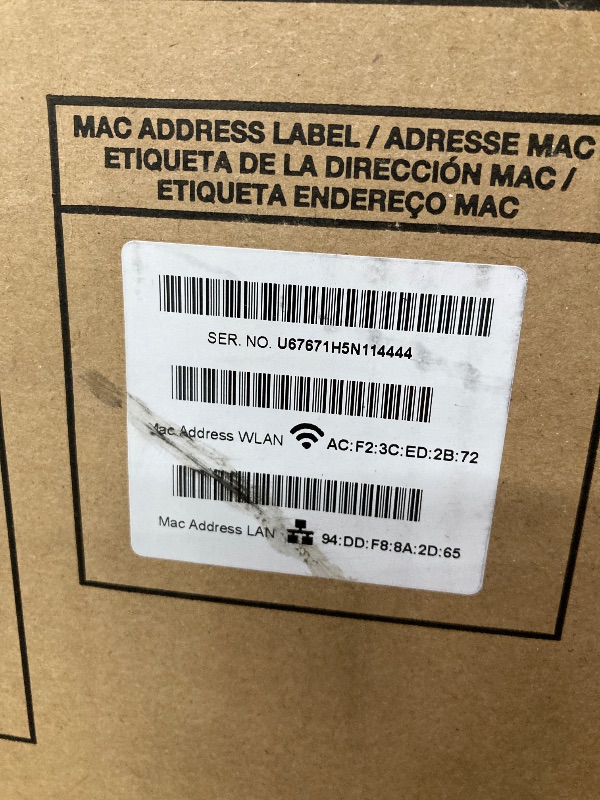 MAC ADDRESS LABEL / ADRESSE MAC
ETIQUETA DE LA DIRECCIÓN MAC /
ETIQUETA ENDEREÇO MAC
SER. NO. U67671H5N114444
Mac Address WLAN AC:F2:3C:ED:2B:72
Mac Address LAN 94:DD:F8:8A:2D:65